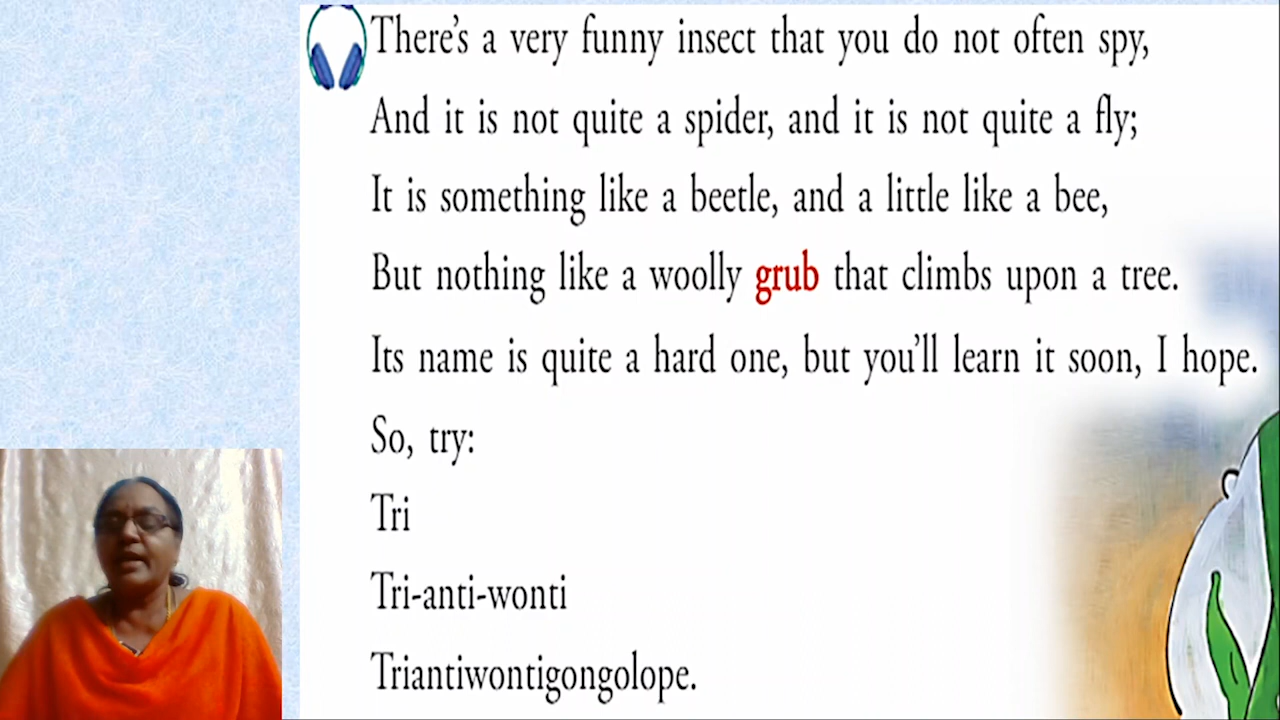 There's a very funny insect that you do not often spy,
And it is not quite a spider, and it is not quite a fly;
It is something like a beetle, and a little like a bee,
But nothing like a woolly grub that climbs upon a tree.
Its name is quite a hard one, but you'll learn it soon, I hope.
So, try:
Tri
Tri-anti-wonti
Triantiwontigongolope.